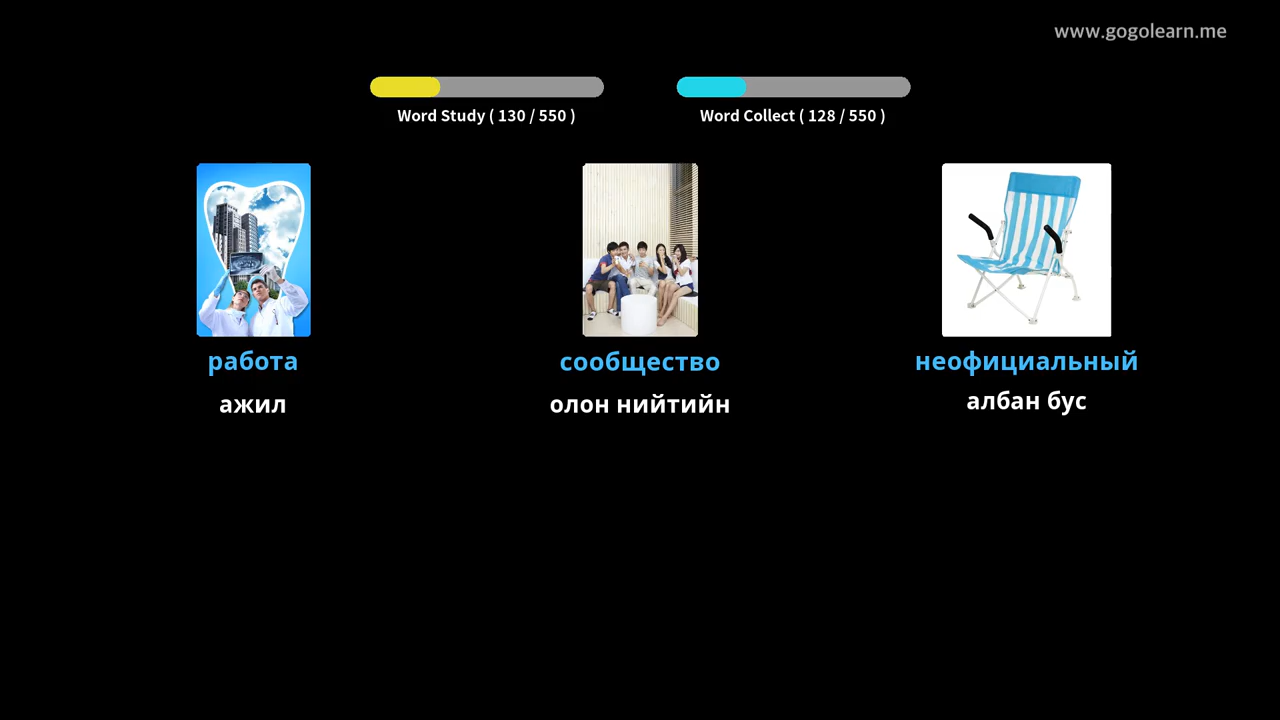 www.gogolearn.me
Word Study ( 130 / 550 )
Word Collect ( 128 / 550 )
работа
сообщество
неофициальный
ажил
олон нийтийн
албан бус